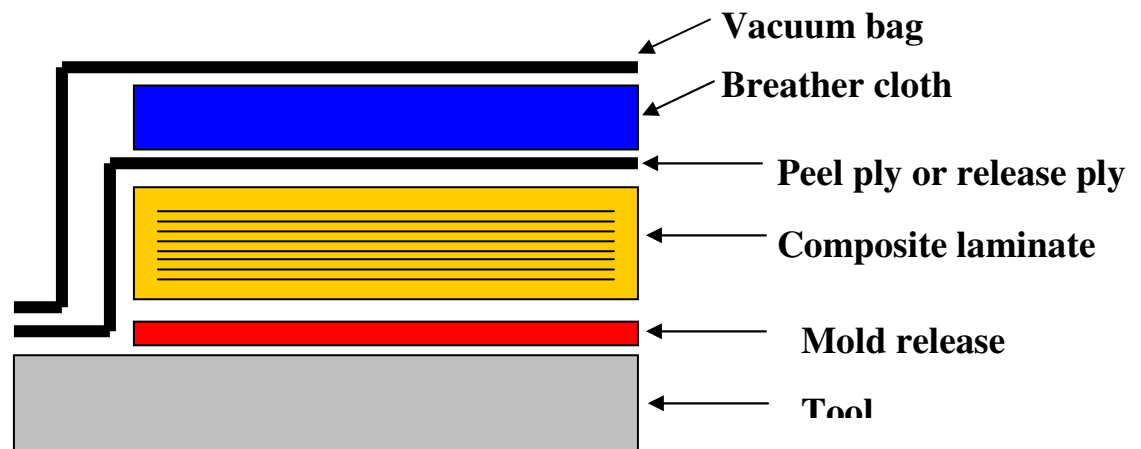 Vacuum bag
Breather cloth
Peel ply or release ply
Composite laminate
Mold release
Tool